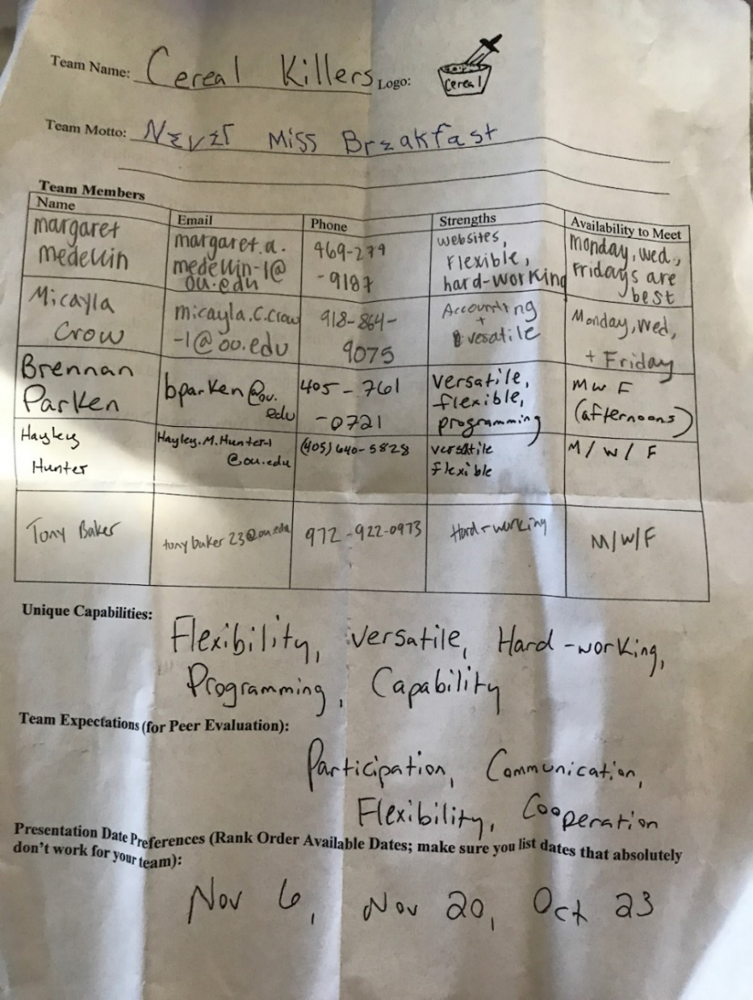 Team Name: Cereal Killers Logo: Cereal
Team Motto: Never Miss Breakfast
Team Members
Name Email Phone Strengths Availability to Meet
margaret medellin margaret.a. medellin-1@ ou.edu 469-279 -9187 websites, Flexible, hard-working monday, wed., Fridays are best
Micayla Crow micayla.C.Crow -1@ou.edu 918-864- 9075 Accounting + versatile Monday, Wed, + Friday
Brennan Parken bparken@ou. edu 405-761 -0721 versatile, flexible, programming M W F (afternoons)
Hayley Hunter Hayley.M.Hunter-1 @ou.edu (405) 640-5828 versatile flexible M/W/F
Tony Baker tony baker 23@ou.edu 972-922-0973 Hard-working M/W/F
Unique Capabilities:
Flexibility, Versatile, Hard-working,
Programming, Capability
Team Expectations (for Peer Evaluation):
Participation, Communication,
Flexibility, Cooperation
Presentation Date Preferences (Rank Order Available Dates; make sure you list dates that absolutely
don't work for your team):
Nov 6, Nov 20, Oct 23